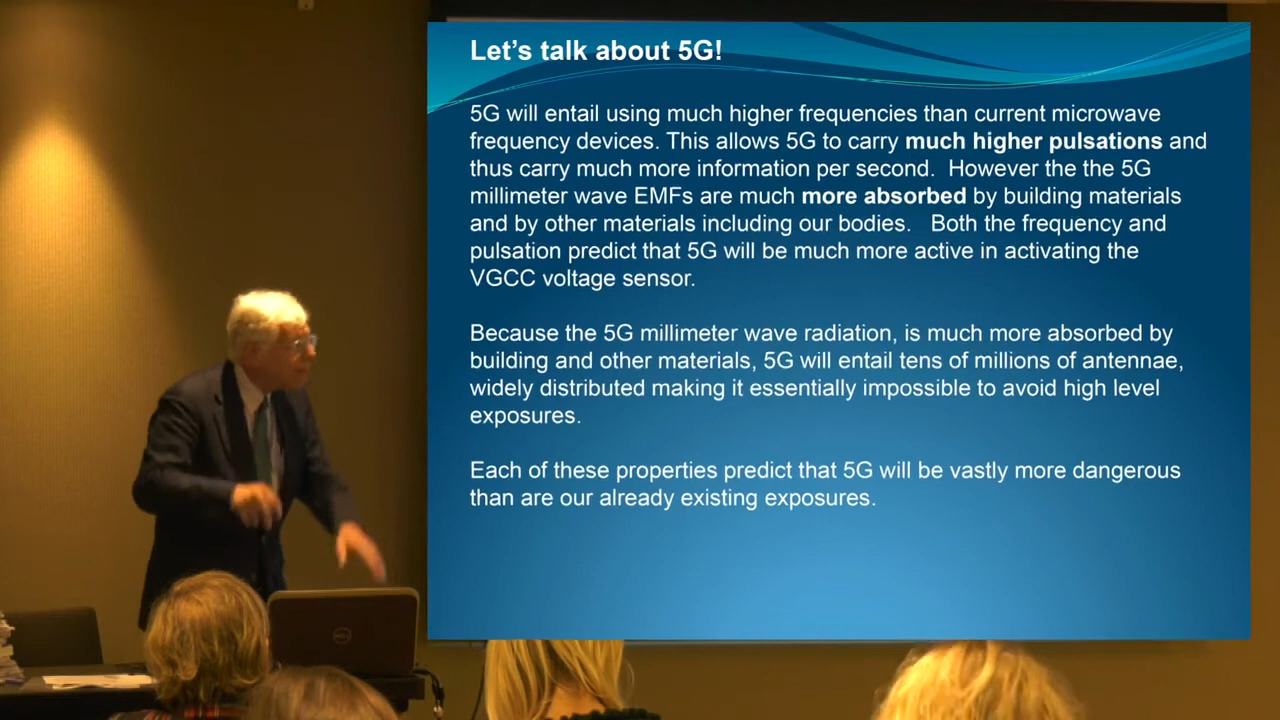 Let's talk about 5G!
5G will entail using much higher frequencies than current microwave
frequency devices. This allows 5G to carry much higher pulsations and
thus carry much more information per second.  However the the 5G
millimeter wave EMFs are much more absorbed by building materials
and by other materials including our bodies.   Both the frequency and
pulsation predict that 5G will be much more active in activating the
VGCC voltage sensor.
Because the 5G millimeter wave radiation, is much more absorbed by
building and other materials, 5G will entail tens of millions of antennae,
widely distributed making it essentially impossible to avoid high level
exposures.
Each of these properties predict that 5G will be vastly more dangerous
than are our already existing exposures.
DELL